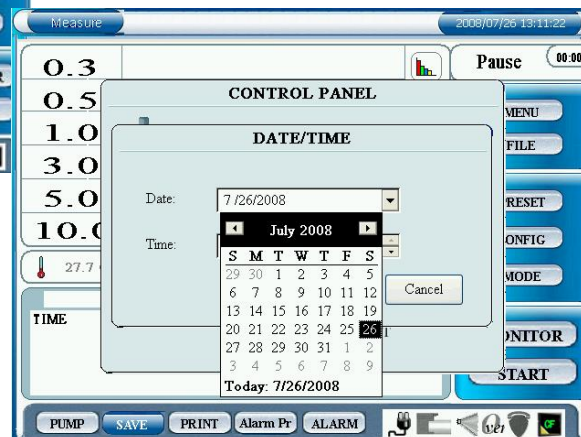 Measure
2008/07/26 13:11:22
0.3
0.5
1.0
3.0
5.0
Pause
00:00
CONTROL PANEL
DATE/TIME
Date:
7 /26/2008
Time:
July 2008
S M T W T F S
29 30 1 2 3 4 5
6 7 8 9 10 11 12
13 14 15 16 17 18 19
20 21 22 23 24 25 26
27 28 29 30 31 1 2
3 4 5 6 7 8 9
Today: 7/26/2008
Cancel
MENU
FILE
RESET
CONFIG
MODE
MONITOR
START
27.7
TIME
PUMP
SAVE
PRINT
Alarm Pr
ALARM